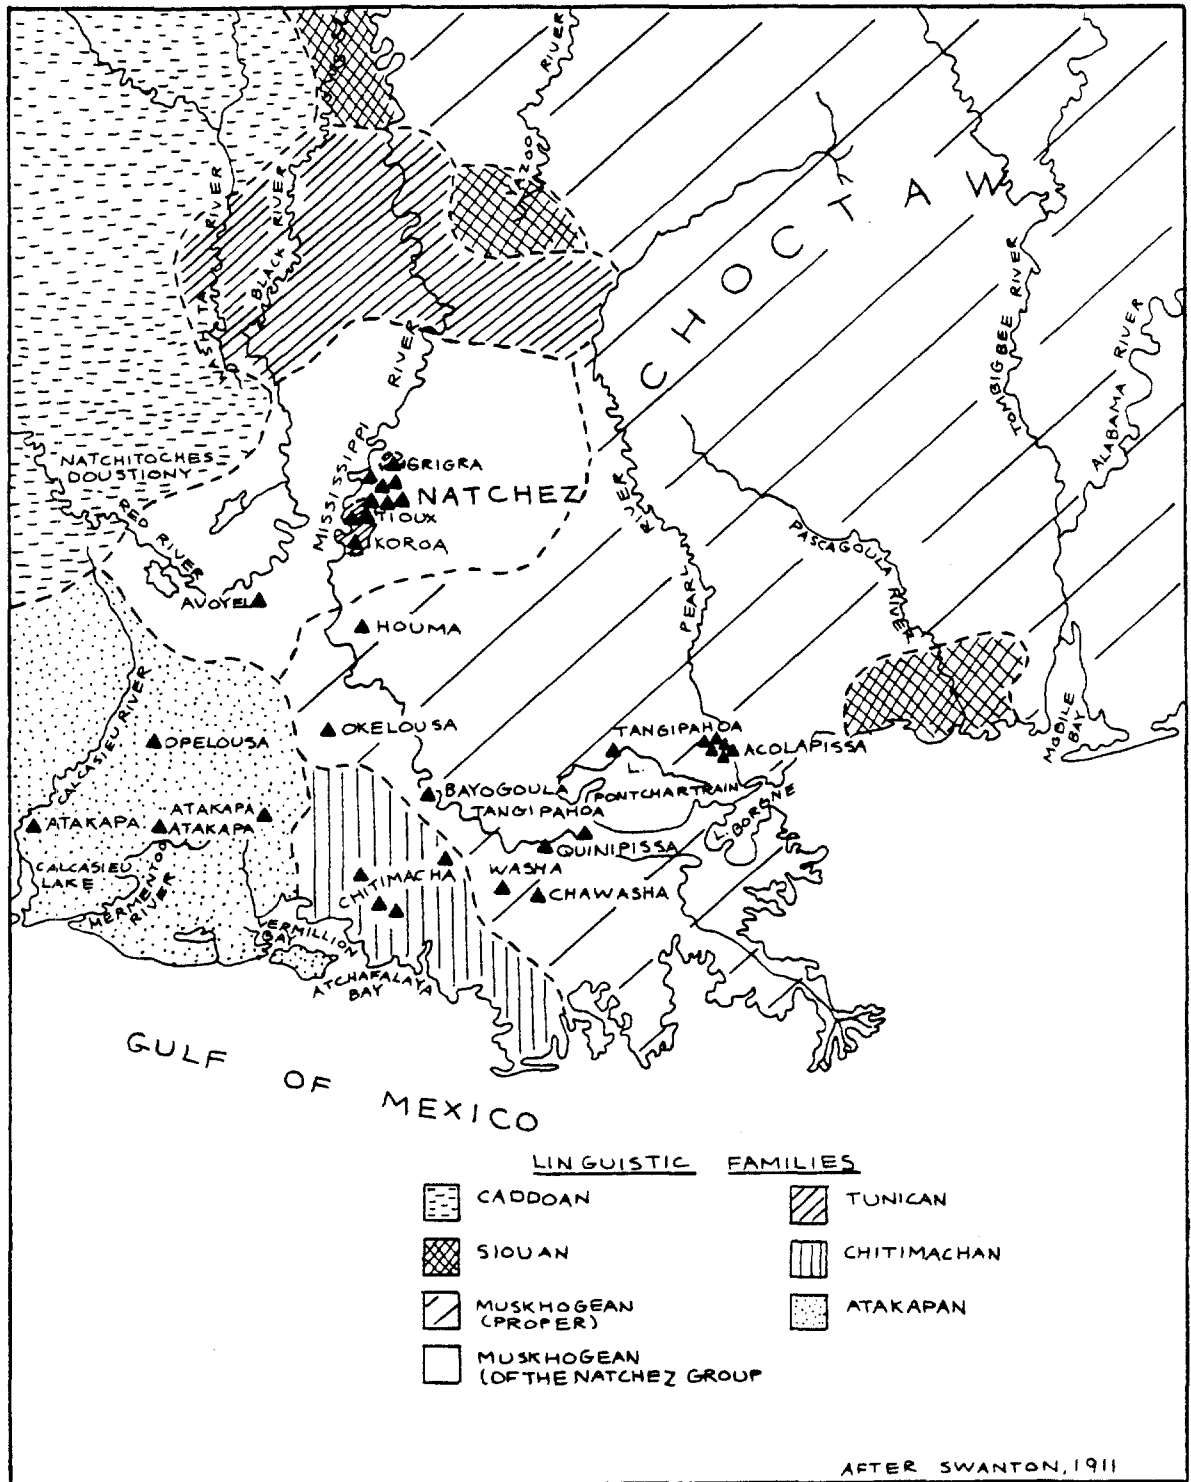 RIVER
YAZOO
CHOCTAW
WASHITA RIVER
BLACK RIVER
TOMBIGBEE RIVER
ALABAMA RIVER
MISSISSIPPI RIVER
NATCHITOCHES
DOUSTIONY
GRIGRA
NATCHEZ
TIOUX
KOROA
RED RIVER
PEARL RIVER
PASCAGOULA RIVER
AVOYEL
HOUMA
CALCASIEU RIVER
OPELOUSA
OKELOUSA
TANGIPAHOA
ACOLAPISSA
MOBILE
BAY
BAYOGOULA
L.
PONTCHARTRAIN
TANGIPAHOA
L. BORGNE
ATAKAPA
ATAKAPA
ATAKAPA
QUINIPISSA
WASHA
CHAWASHA
CALCASIEU
LAKE
MERMENTOO
RIVER
CHITIMACHA
VERMILLION
BAY
ATCHAFALAYA
BAY
GULF OF MEXICO
LINGUISTIC FAMILIES
CADDOAN
TUNICAN
SIOUAN
CHITIMACHAN
MUSKHOGEAN
(PROPER)
ATAKAPAN
MUSKHOGEAN
(OF THE NATCHEZ GROUP
AFTER SWANTON, 1911